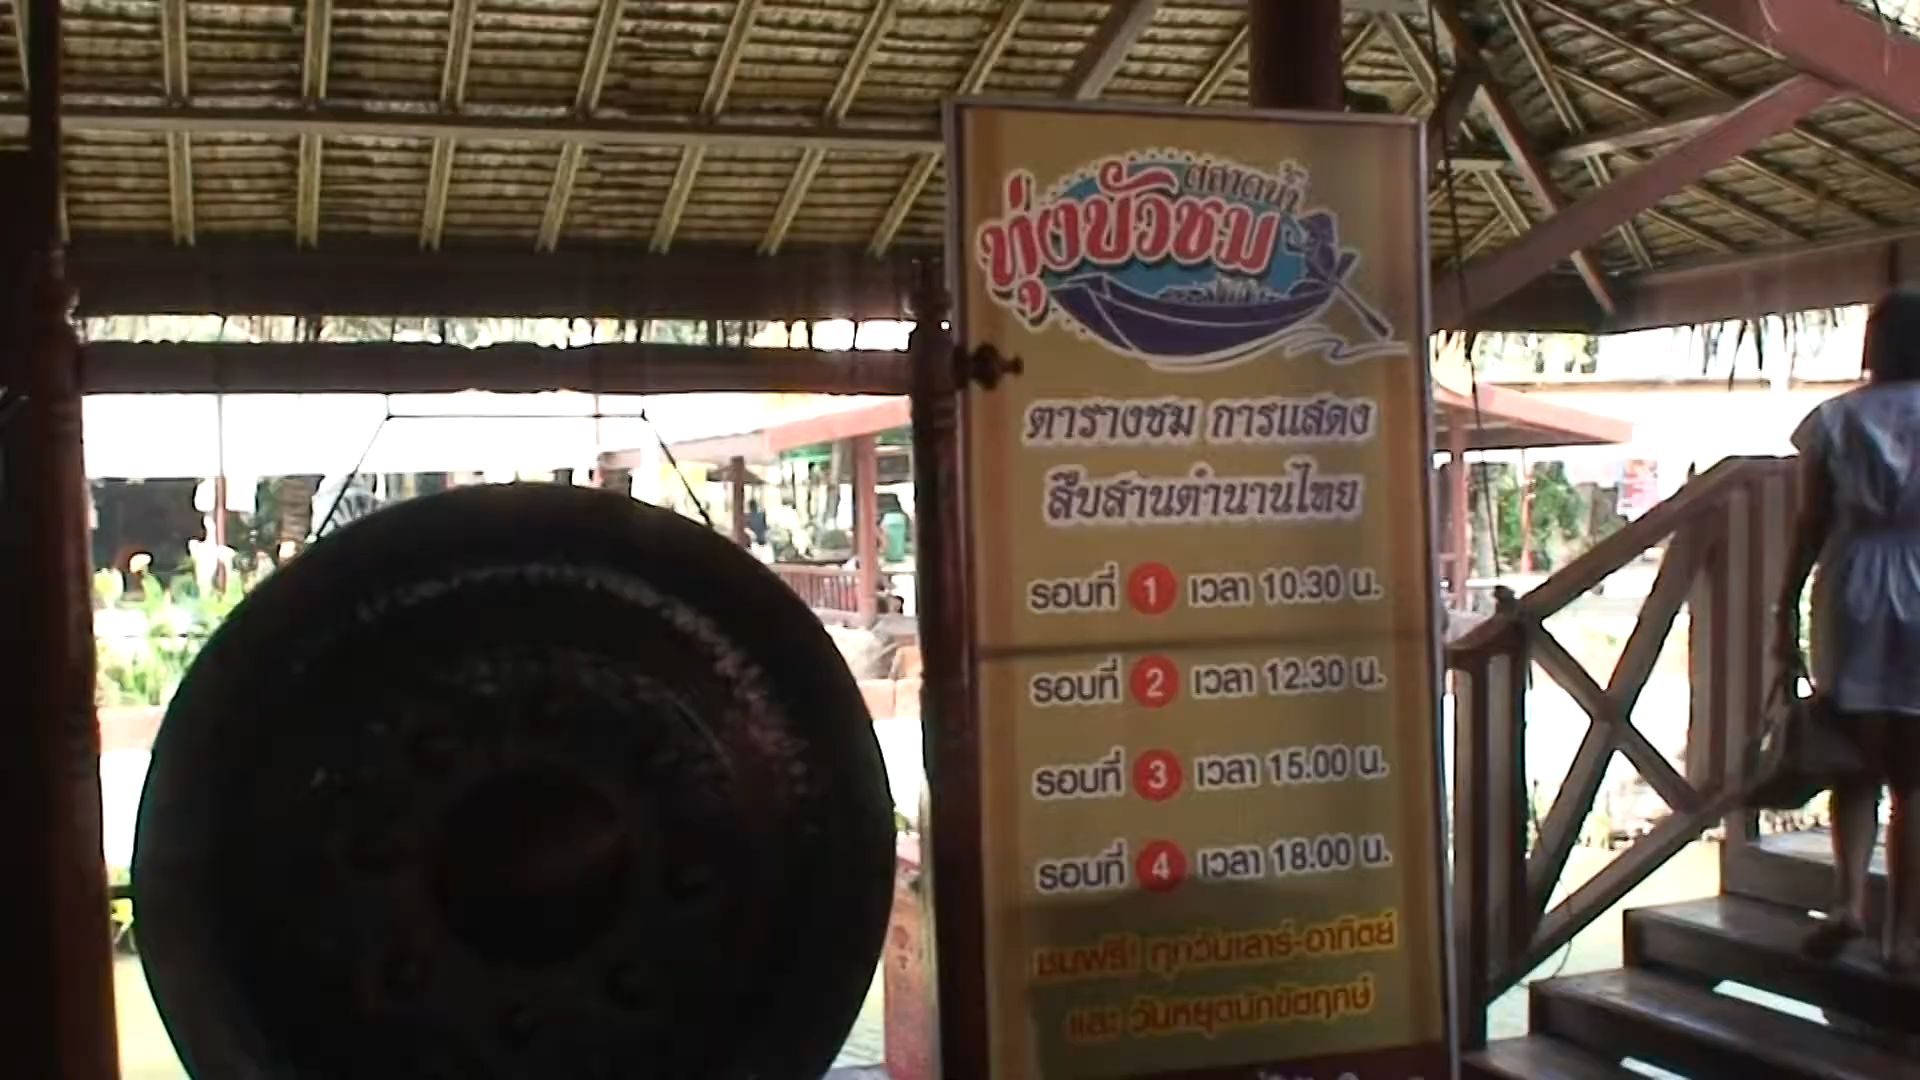 ตลาดน้ำ
ทุ่งบัวชม
ตารางชม การแสดง
สืบสานตำนานไทย
รอบที่ 1 เวลา 10.30 น.
รอบที่ 2 เวลา 12.30 น.
รอบที่ 3 เวลา 15.00 น.
รอบที่ 4 เวลา 18.00 น.
ชมฟรี! ทุกวันเสาร์-อาทิตย์
และ วันหยุดนักขัตฤกษ์